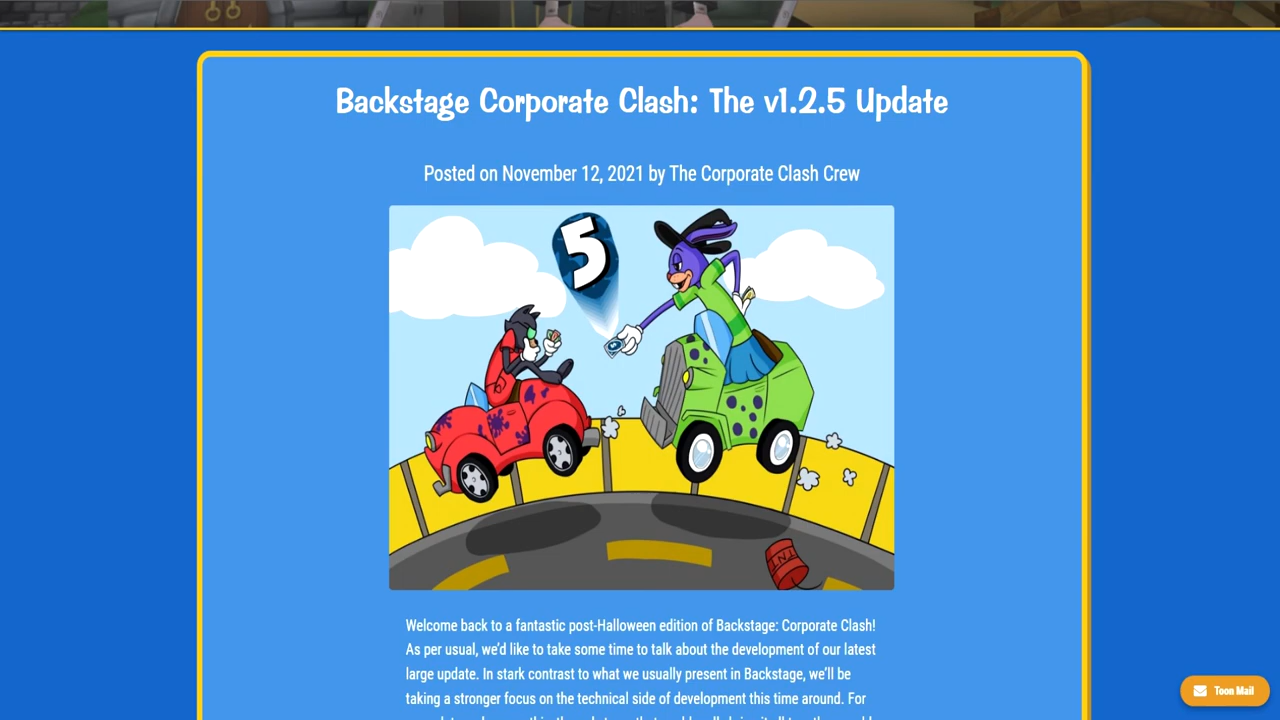 Backstage Corporate Clash: The v1.2.5 Update
Posted on November 12, 2021 by The Corporate Clash Crew
5
TNT
Welcome back to a fantastic post-Halloween edition of Backstage: Corporate Clash!
As per usual, we'd like to take some time to talk about the development of our latest
large update. In stark contrast to what we usually present in Backstage, we'll be
taking a stronger focus on the technical side of development this time around. For
Toon Mail